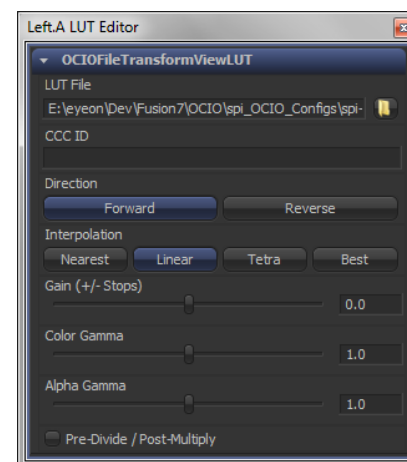 Left.A LUT Editor
OCIOFileTransformViewLUT
LUT File
E:\eyeon\Dev\Fusion7\OCIO\spi_OCIO_Configs\spi-
CCC ID
Direction
Forward Reverse
Interpolation
Nearest Linear Tetra Best
Gain (+/- Stops)
0.0
Color Gamma
1.0
Alpha Gamma
1.0
Pre-Divide / Post-Multiply